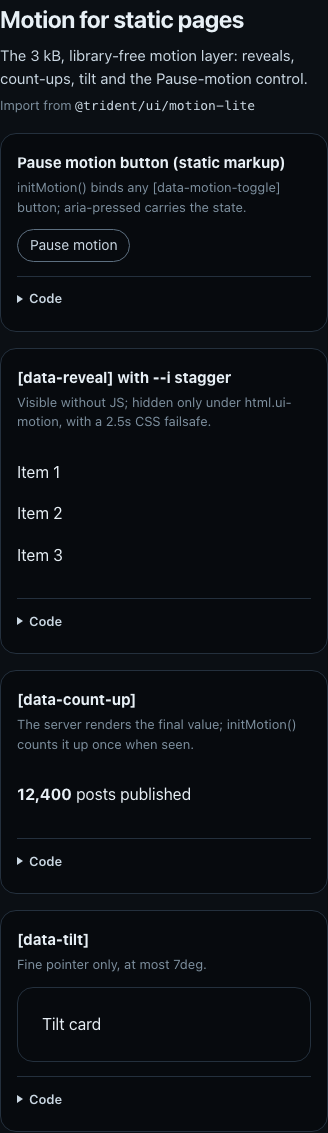 Motion for static pages
The 3 kB, library-free motion layer: reveals,
count-ups, tilt and the Pause-motion control.
Import from @trident/ui/motion-lite
Pause motion button (static markup)
initMotion() binds any [data-motion-toggle]
button; aria-pressed carries the state.
Pause motion
Code
[data-reveal] with --i stagger
Visible without JS; hidden only under html.ui-
motion, with a 2.5s CSS failsafe.
Item 1
Item 2
Item 3
Code
[data-count-up]
The server renders the final value; initMotion()
counts it up once when seen.
12,400 posts published
Code
[data-tilt]
Fine pointer only, at most 7deg.
Tilt card
Code